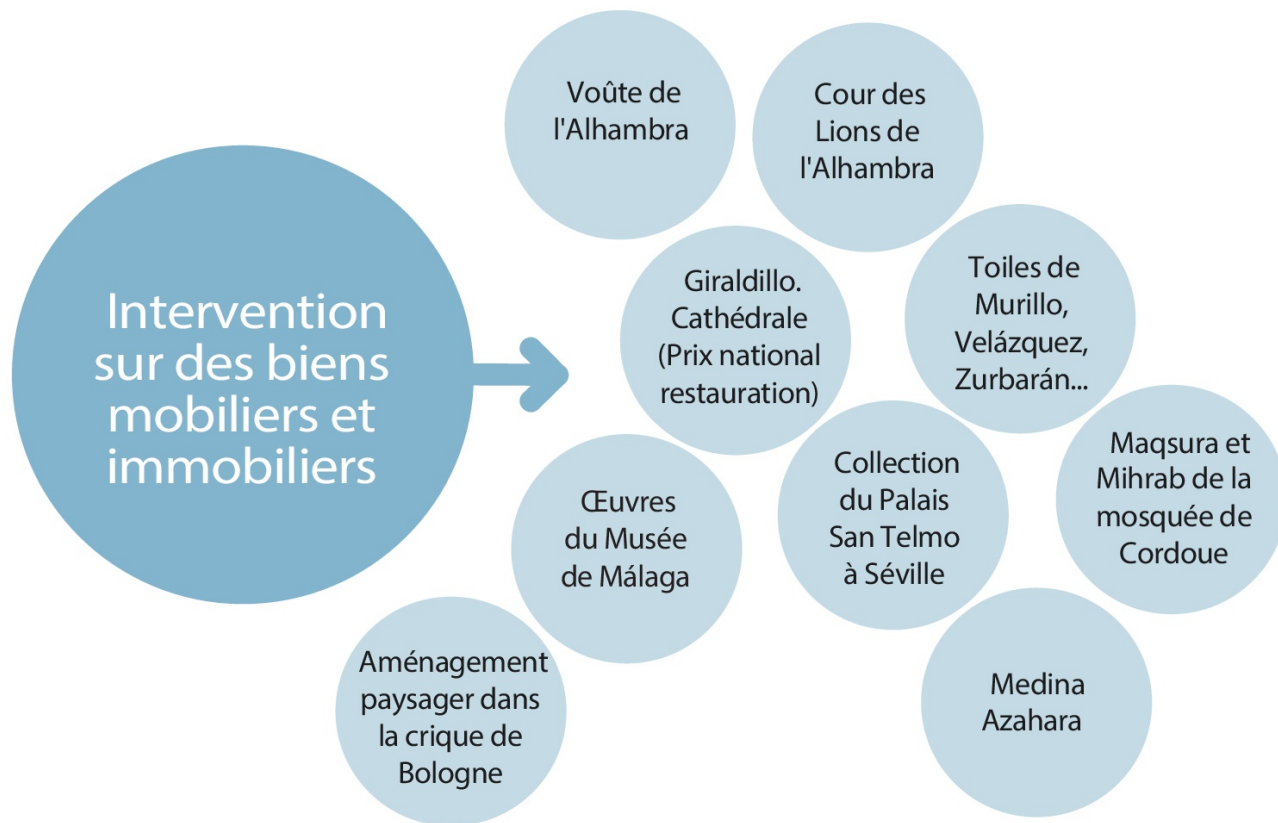 Intervention
sur des biens
mobiliers et
immobiliers
Voûte de
l'Alhambra
Cour des
Lions de
l'Alhambra
Giraldillo.
Cathédrale
(Prix national
restauration)
Toiles de
Murillo,
Velázquez,
Zurbarán...
Œuvres
du Musée
de Málaga
Collection
du Palais
San Telmo
à Séville
Maqsura et
Mihrab de la
mosquée de
Cordoue
Aménagement
paysager dans
la crique de
Bologne
Medina
Azahara